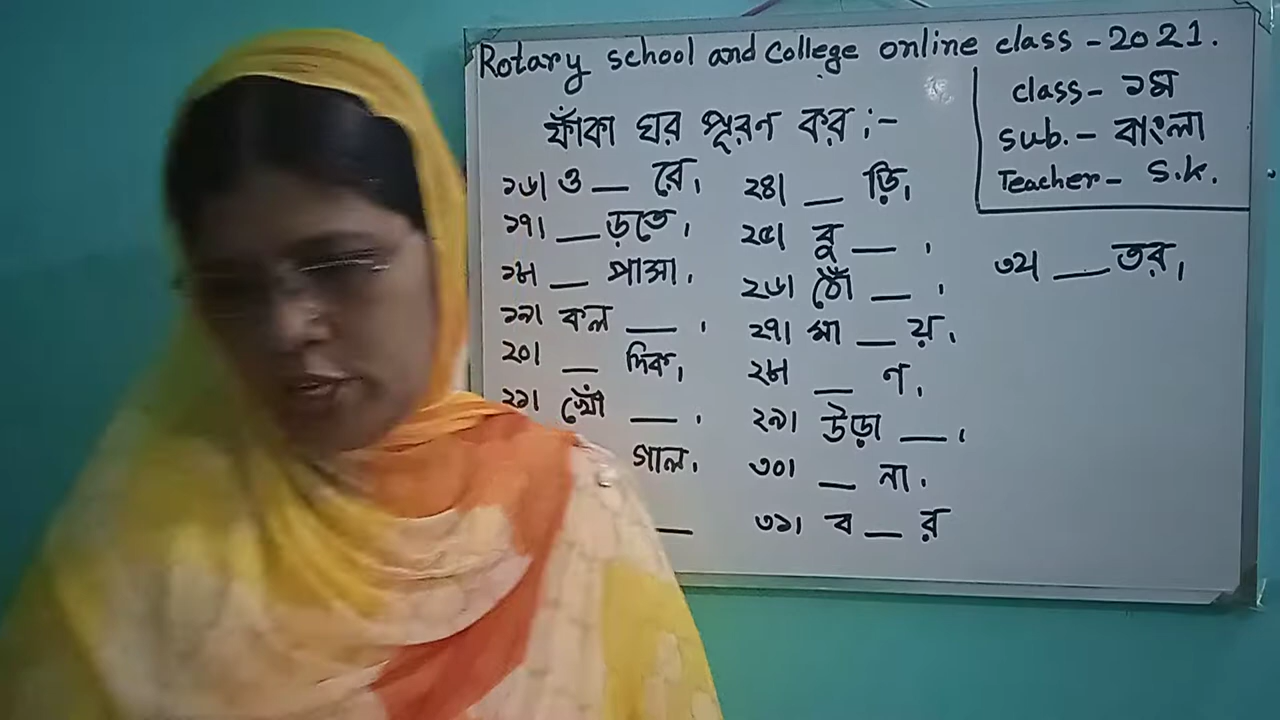 Rotary school and College online class - 2021.
class- ১ম
sub.- বাংলা
Teacher- S.K.
ফাঁকা ঘর পূরণ কর :-
১৬। ও __ রে,
১৭। __ ড়তে,
১৮। __ পাম্মা,
১৯। কল __ ,
২০। __ দিক,
২১। খোঁ __ ,
গাল,
__
২৪। __ ড়ি,
২৫। বু __ ,
২৬। ঠোঁ __ ,
২৭। মা __ য়,
২৮। __ ণ,
২৯। উড়া __ ,
৩০। __ না,
৩১। ব __ র
৩২। __ তর,